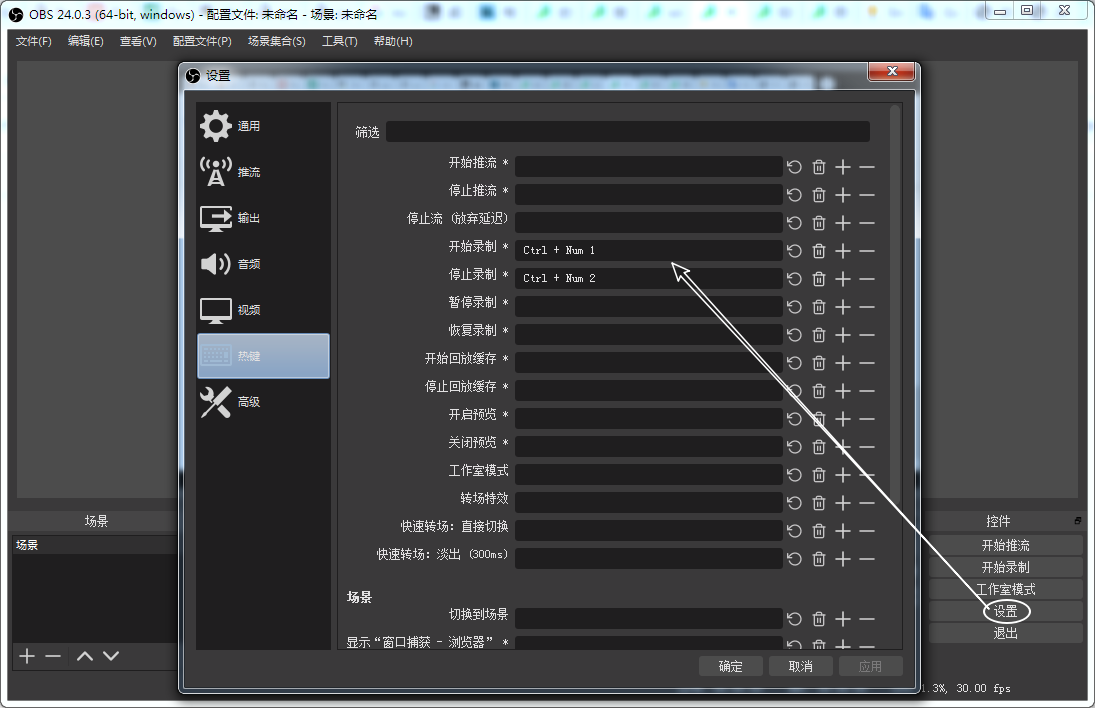 OBS 24.0.3 (64-bit, windows) - 配置文件: 未命名 - 场景: 未命名
文件(F) 编辑(E) 查看(V) 配置文件(P) 场景集合(S) 工具(T) 帮助(H)
设置
通用
推流
输出
音频
视频
热键
高级
筛选
开始推流 *
停止推流 *
停止流 (放弃延迟)
开始录制 * Ctrl + Num 1
停止录制 * Ctrl + Num 2
暂停录制 *
恢复录制 *
开始回放缓存 *
停止回放缓存 *
开启预览 *
关闭预览 *
工作室模式
转场特效
快速转场: 直接切换
快速转场: 淡出 (300ms)
场景
切换到场景
显示“窗口捕获 - 浏览器” *
确定 取消 应用
场景
场景
控件
开始推流
开始录制
工作室模式
设置
退出
1.3%, 30.00 fps